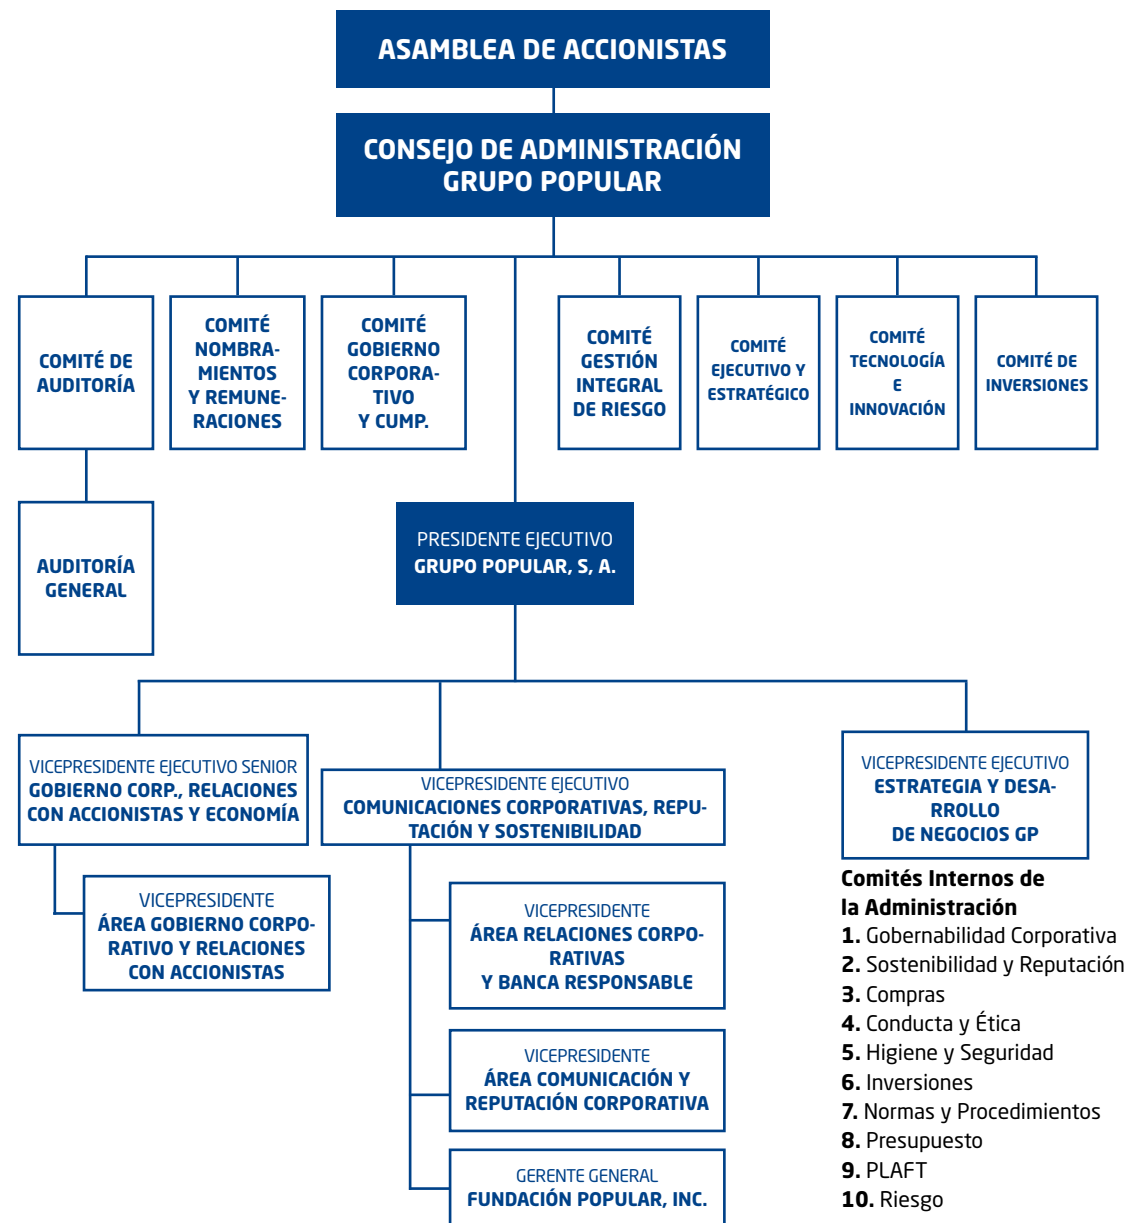 ASAMBLEA DE ACCIONISTAS
CONSEJO DE ADMINISTRACIÓN
GRUPO POPULAR
COMITÉ DE
AUDITORÍA
COMITÉ
NOMBRA-
MIENTOS
Y REMUNE-
RACIONES
COMITÉ
GOBIERNO
CORPORA-
TIVO
Y CUMP.
COMITÉ
GESTIÓN
INTEGRAL
DE RIESGO
COMITÉ
EJECUTIVO Y
ESTRATÉGICO
COMITÉ
TECNOLOGÍA
E
INNOVACIÓN
COMITÉ DE
INVERSIONES
AUDITORÍA
GENERAL
PRESIDENTE EJECUTIVO
GRUPO POPULAR, S, A.
VICEPRESIDENTE EJECUTIVO SENIOR
GOBIERNO CORP., RELACIONES
CON ACCIONISTAS Y ECONOMÍA
VICEPRESIDENTE
ÁREA GOBIERNO CORPO-
RATIVO Y RELACIONES
CON ACCIONISTAS
VICEPRESIDENTE EJECUTIVO
COMUNICACIONES CORPORATIVAS, REPU-
TACIÓN Y SOSTENIBILIDAD
VICEPRESIDENTE
ÁREA RELACIONES CORPO-
RATIVAS
Y BANCA RESPONSABLE
VICEPRESIDENTE
ÁREA COMUNICACIÓN Y
REPUTACIÓN CORPORATIVA
GERENTE GENERAL
FUNDACIÓN POPULAR, INC.
VICEPRESIDENTE EJECUTIVO
ESTRATEGIA Y DESA-
RROLLO
DE NEGOCIOS GP
Comités Internos de
la Administración
1. Gobernabilidad Corporativa
2. Sostenibilidad y Reputación
3. Compras
4. Conducta y Ética
5. Higiene y Seguridad
6. Inversiones
7. Normas y Procedimientos
8. Presupuesto
9. PLAFT
10. Riesgo